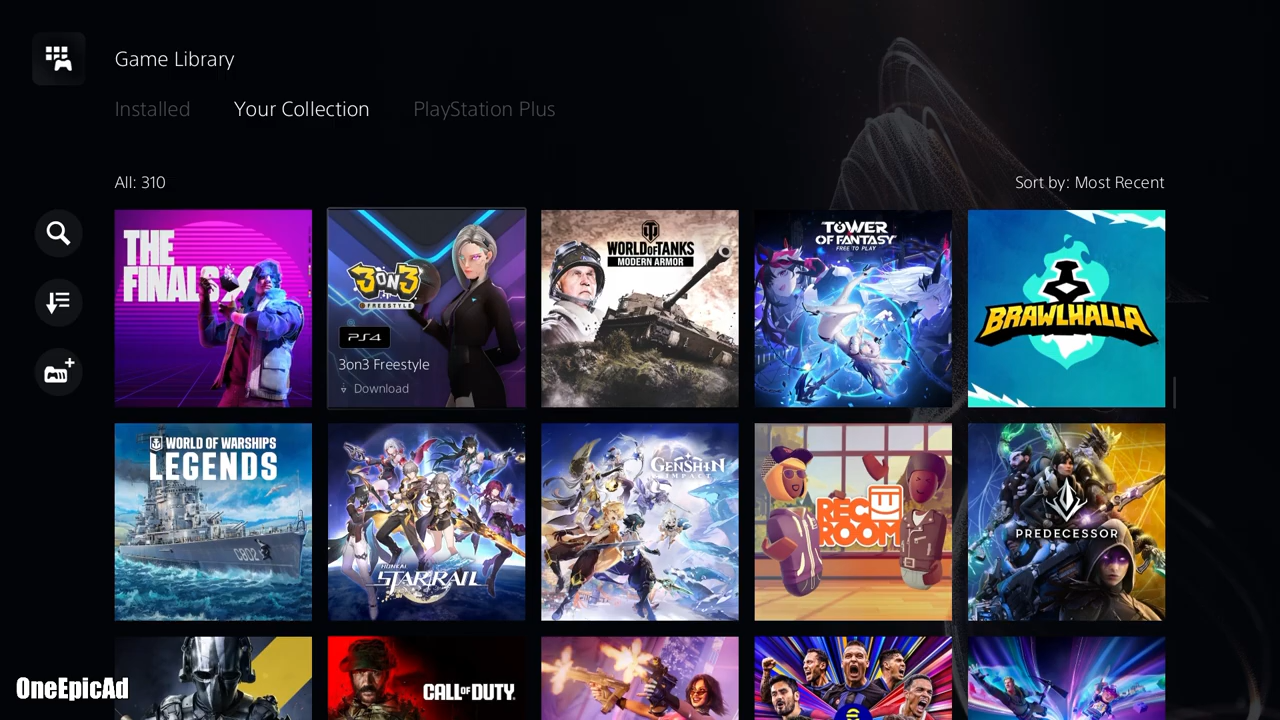 Game Library
Installed
Your Collection
PlayStation Plus
All: 310
Sort by: Most Recent
THE
FINALS
3ON3
FREESTYLE
PS4
3on3 Freestyle
Download
WORLD OF TANKS
MODERN ARMOR
TOWER
OF FANTASY
FREE TO PLAY
BRAWLHALLA
WORLD OF WARSHIPS
LEGENDS
HONKAI
STAR RAIL
GENSHIN
IMPACT
REC
ROOM
PREDECESSOR
CALL OF DUTY
OneEpicAd